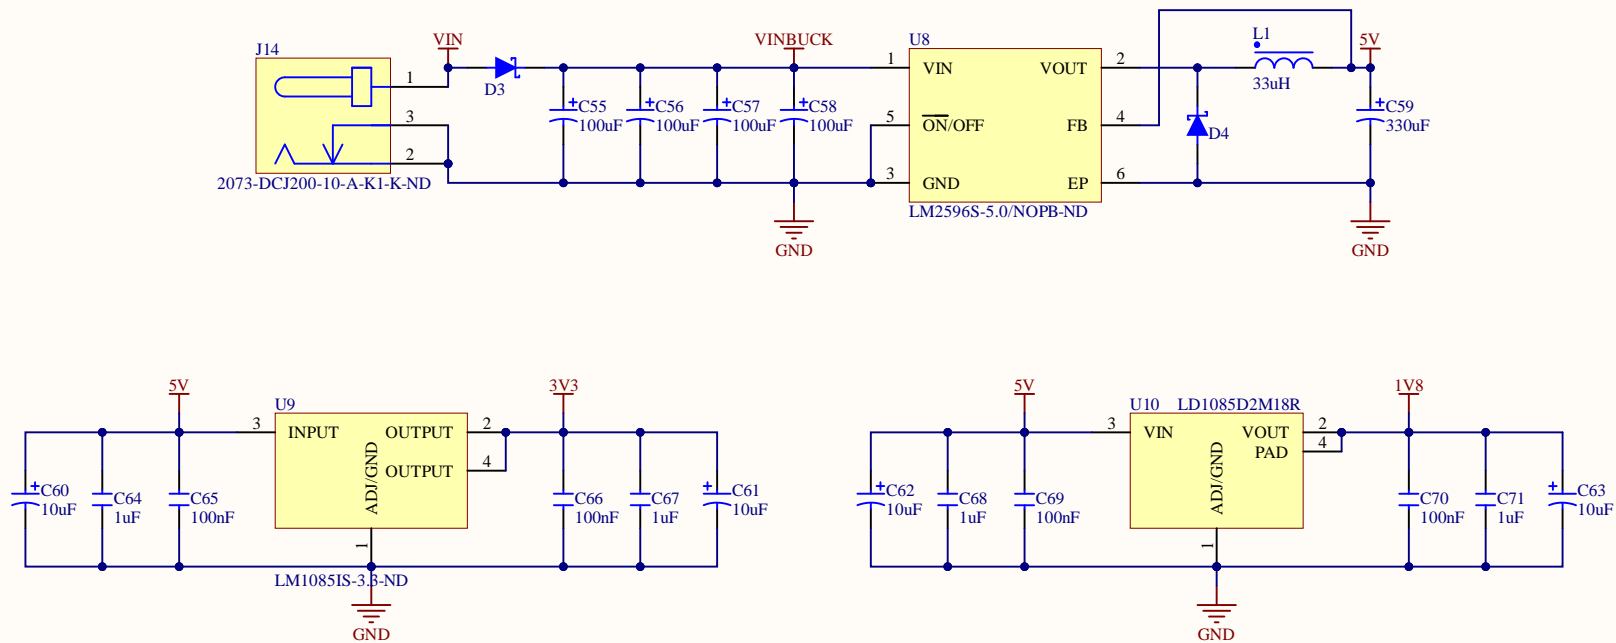 J14
1
3
2
2073-DCJ200-10-A-K1-K-ND
VIN
D3
C55
100uF
C56
100uF
C57
100uF
VINBUCK
C58
100uF
GND
U8
1
VIN
VOUT
2
5
ON/OFF
FB
4
3
GND
EP
6
LM2596S-5.0/NOPB-ND
D4
L1
33uH
5V
C59
330uF
GND
5V
C60
10uF
C64
1uF
C65
100nF
U9
3
INPUT
OUTPUT
2
OUTPUT
4
ADJ/GND
1
LM1085IS-3.3-ND
GND
3V3
C66
100nF
C67
1uF
C61
10uF
5V
C62
10uF
C68
1uF
C69
100nF
U10
LD1085D2M18R
3
VIN
VOUT
2
PAD
4
ADJ/GND
1
GND
1V8
C70
100nF
C71
1uF
C63
10uF